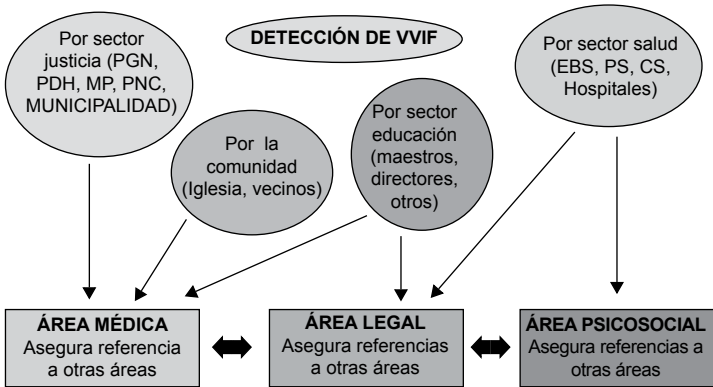 DETECCIÓN DE VVIF
Por sector
justicia (PGN,
PDH, MP, PNC,
MUNICIPALIDAD)
Por la
comunidad
(Iglesia, vecinos)
Por sector
educación
(maestros,
directores,
otros)
Por sector salud
(EBS, PS, CS,
Hospitales)
ÁREA MÉDICA
Asegura referencia
a otras áreas
ÁREA LEGAL
Asegura referencias
a otras áreas
ÁREA PSICOSOCIAL
Asegura referencias a
otras áreas